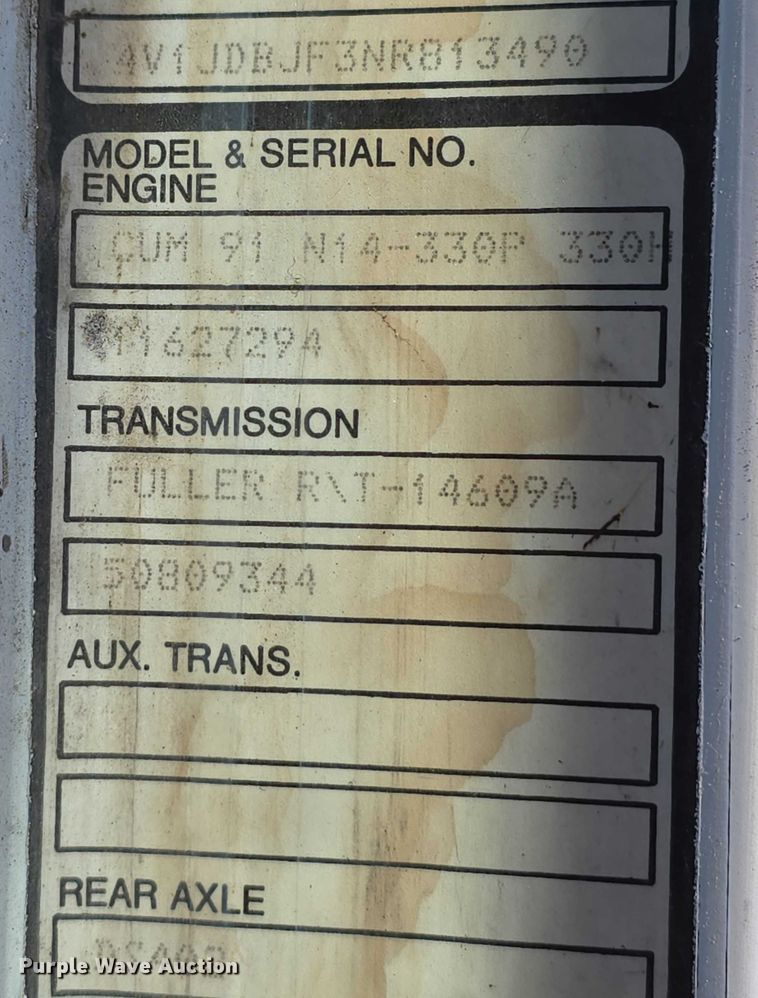 4V1JDBJF3NR813490
MODEL & SERIAL NO.
ENGINE
CUM 91 N14-330P 330H
11627294
TRANSMISSION
FULLER R\T-14609A
50809344
AUX. TRANS.
REAR AXLE
Purple Wave Auction